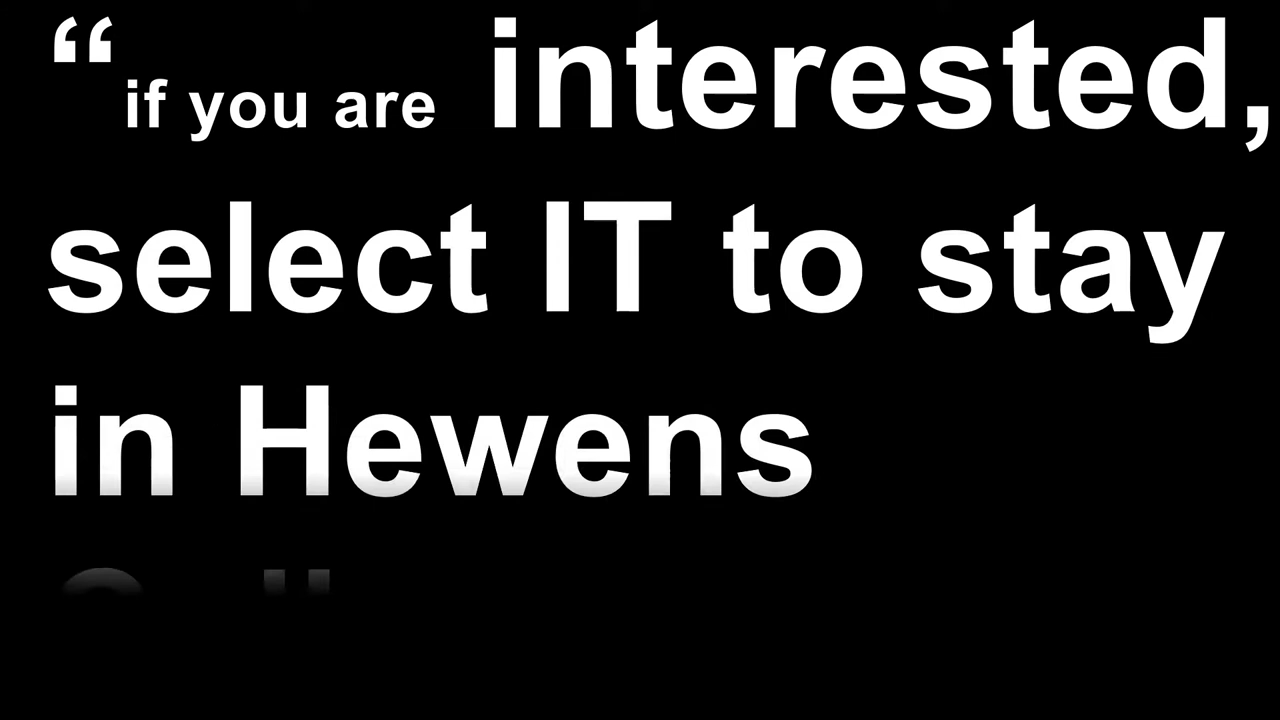 “if you are interested,
select IT to stay
in Hewens